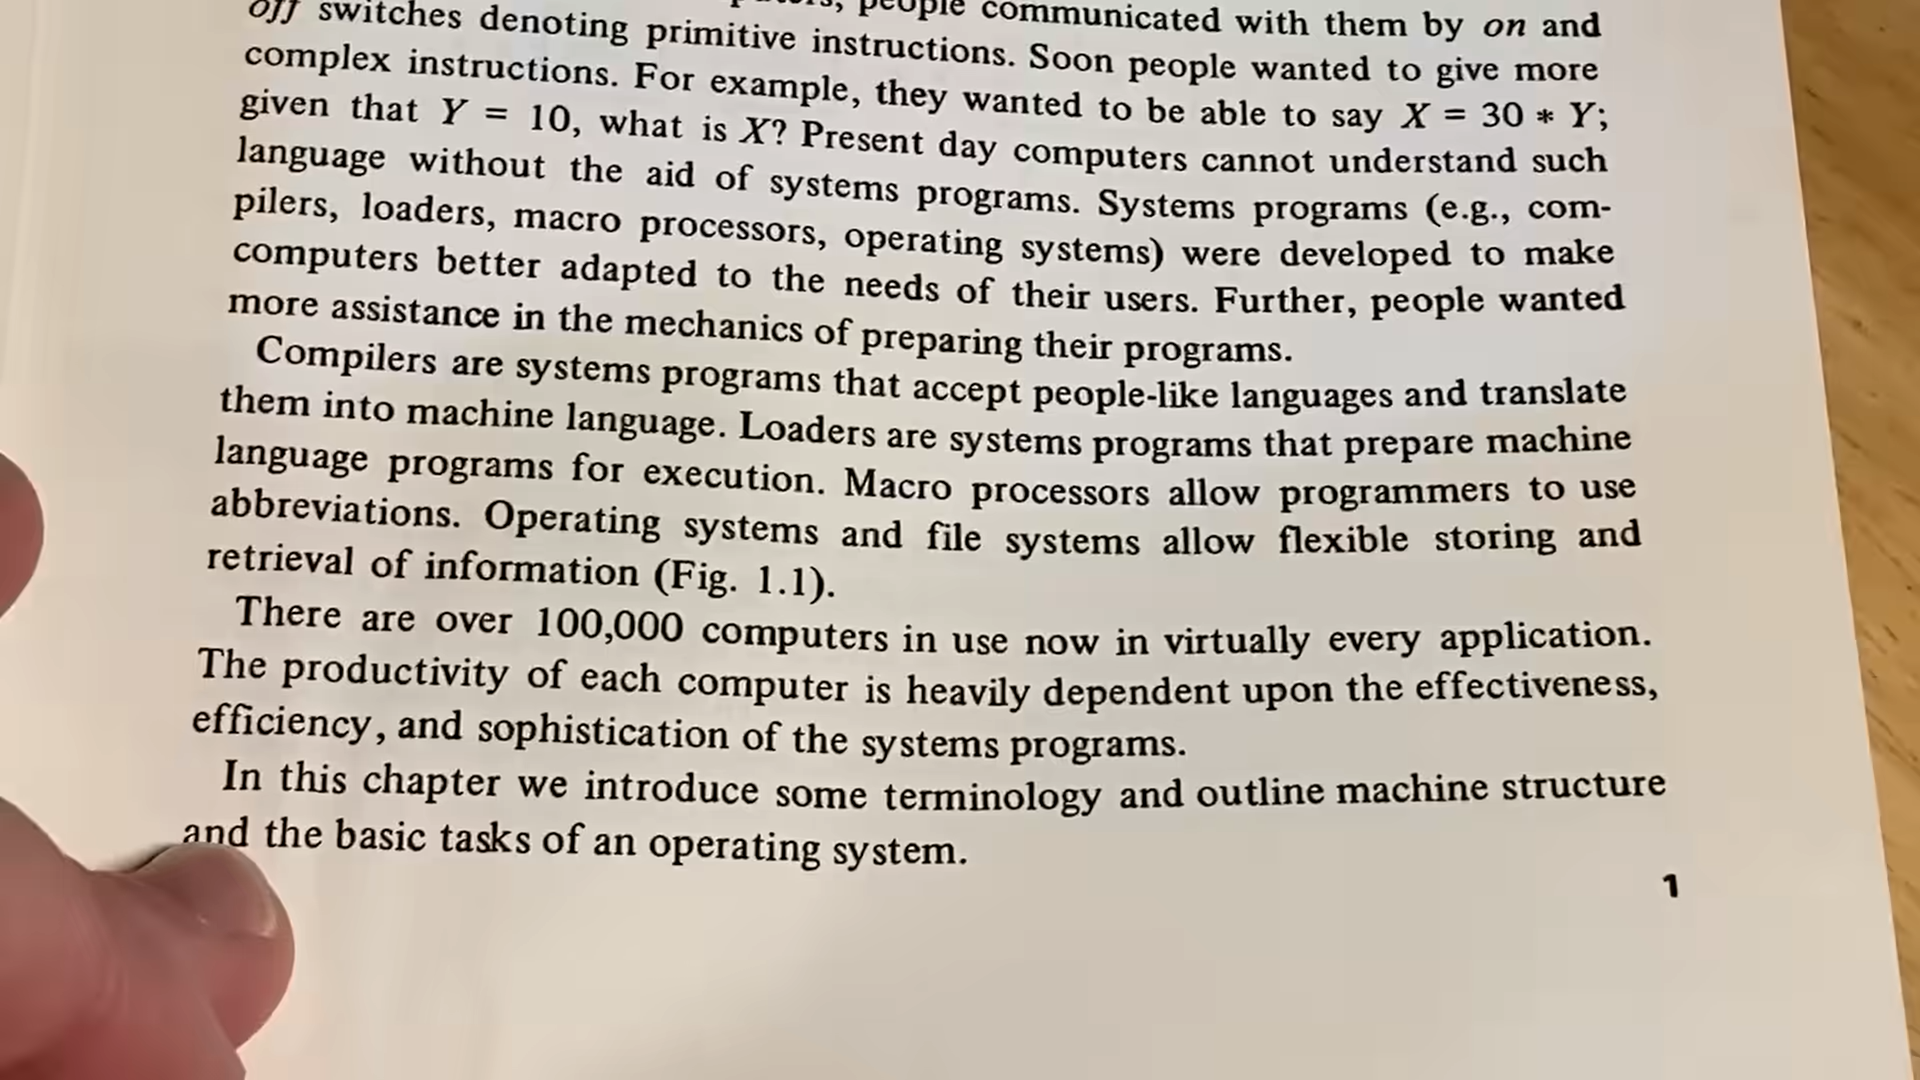 people communicated with them by on and
off switches denoting primitive instructions. Soon people wanted to give more
complex instructions. For example, they wanted to be able to say X = 30 * Y;
given that Y = 10, what is X? Present day computers cannot understand such
language without the aid of systems programs. Systems programs (e.g., com-
pilers, loaders, macro processors, operating systems) were developed to make
computers better adapted to the needs of their users. Further, people wanted
more assistance in the mechanics of preparing their programs.
Compilers are systems programs that accept people-like languages and translate
them into machine language. Loaders are systems programs that prepare machine
language programs for execution. Macro processors allow programmers to use
abbreviations. Operating systems and file systems allow flexible storing and
retrieval of information (Fig. 1.1).
There are over 100,000 computers in use now in virtually every application.
The productivity of each computer is heavily dependent upon the effectiveness,
efficiency, and sophistication of the systems programs.
In this chapter we introduce some terminology and outline machine structure
and the basic tasks of an operating system.
1